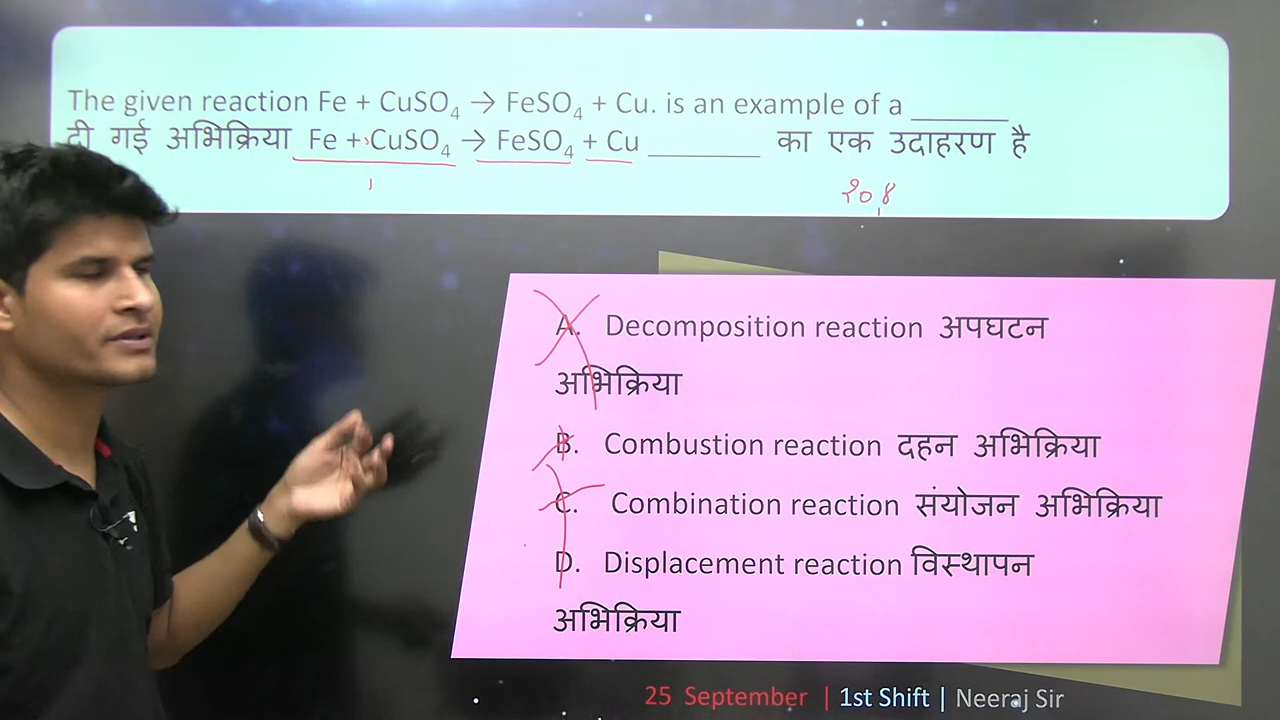 The given reaction Fe + CuSO₄ → FeSO₄ + Cu. is an example of a ________
दी गई अभिक्रिया Fe + CuSO₄ → FeSO₄ + Cu _________ का एक उदाहरण है
A. Decomposition reaction अपघटन
अभिक्रिया
B. Combustion reaction दहन अभिक्रिया
C. Combination reaction संयोजन अभिक्रिया
D. Displacement reaction विस्थापन
अभिक्रिया
25 September | 1st Shift | Neeraj Sir